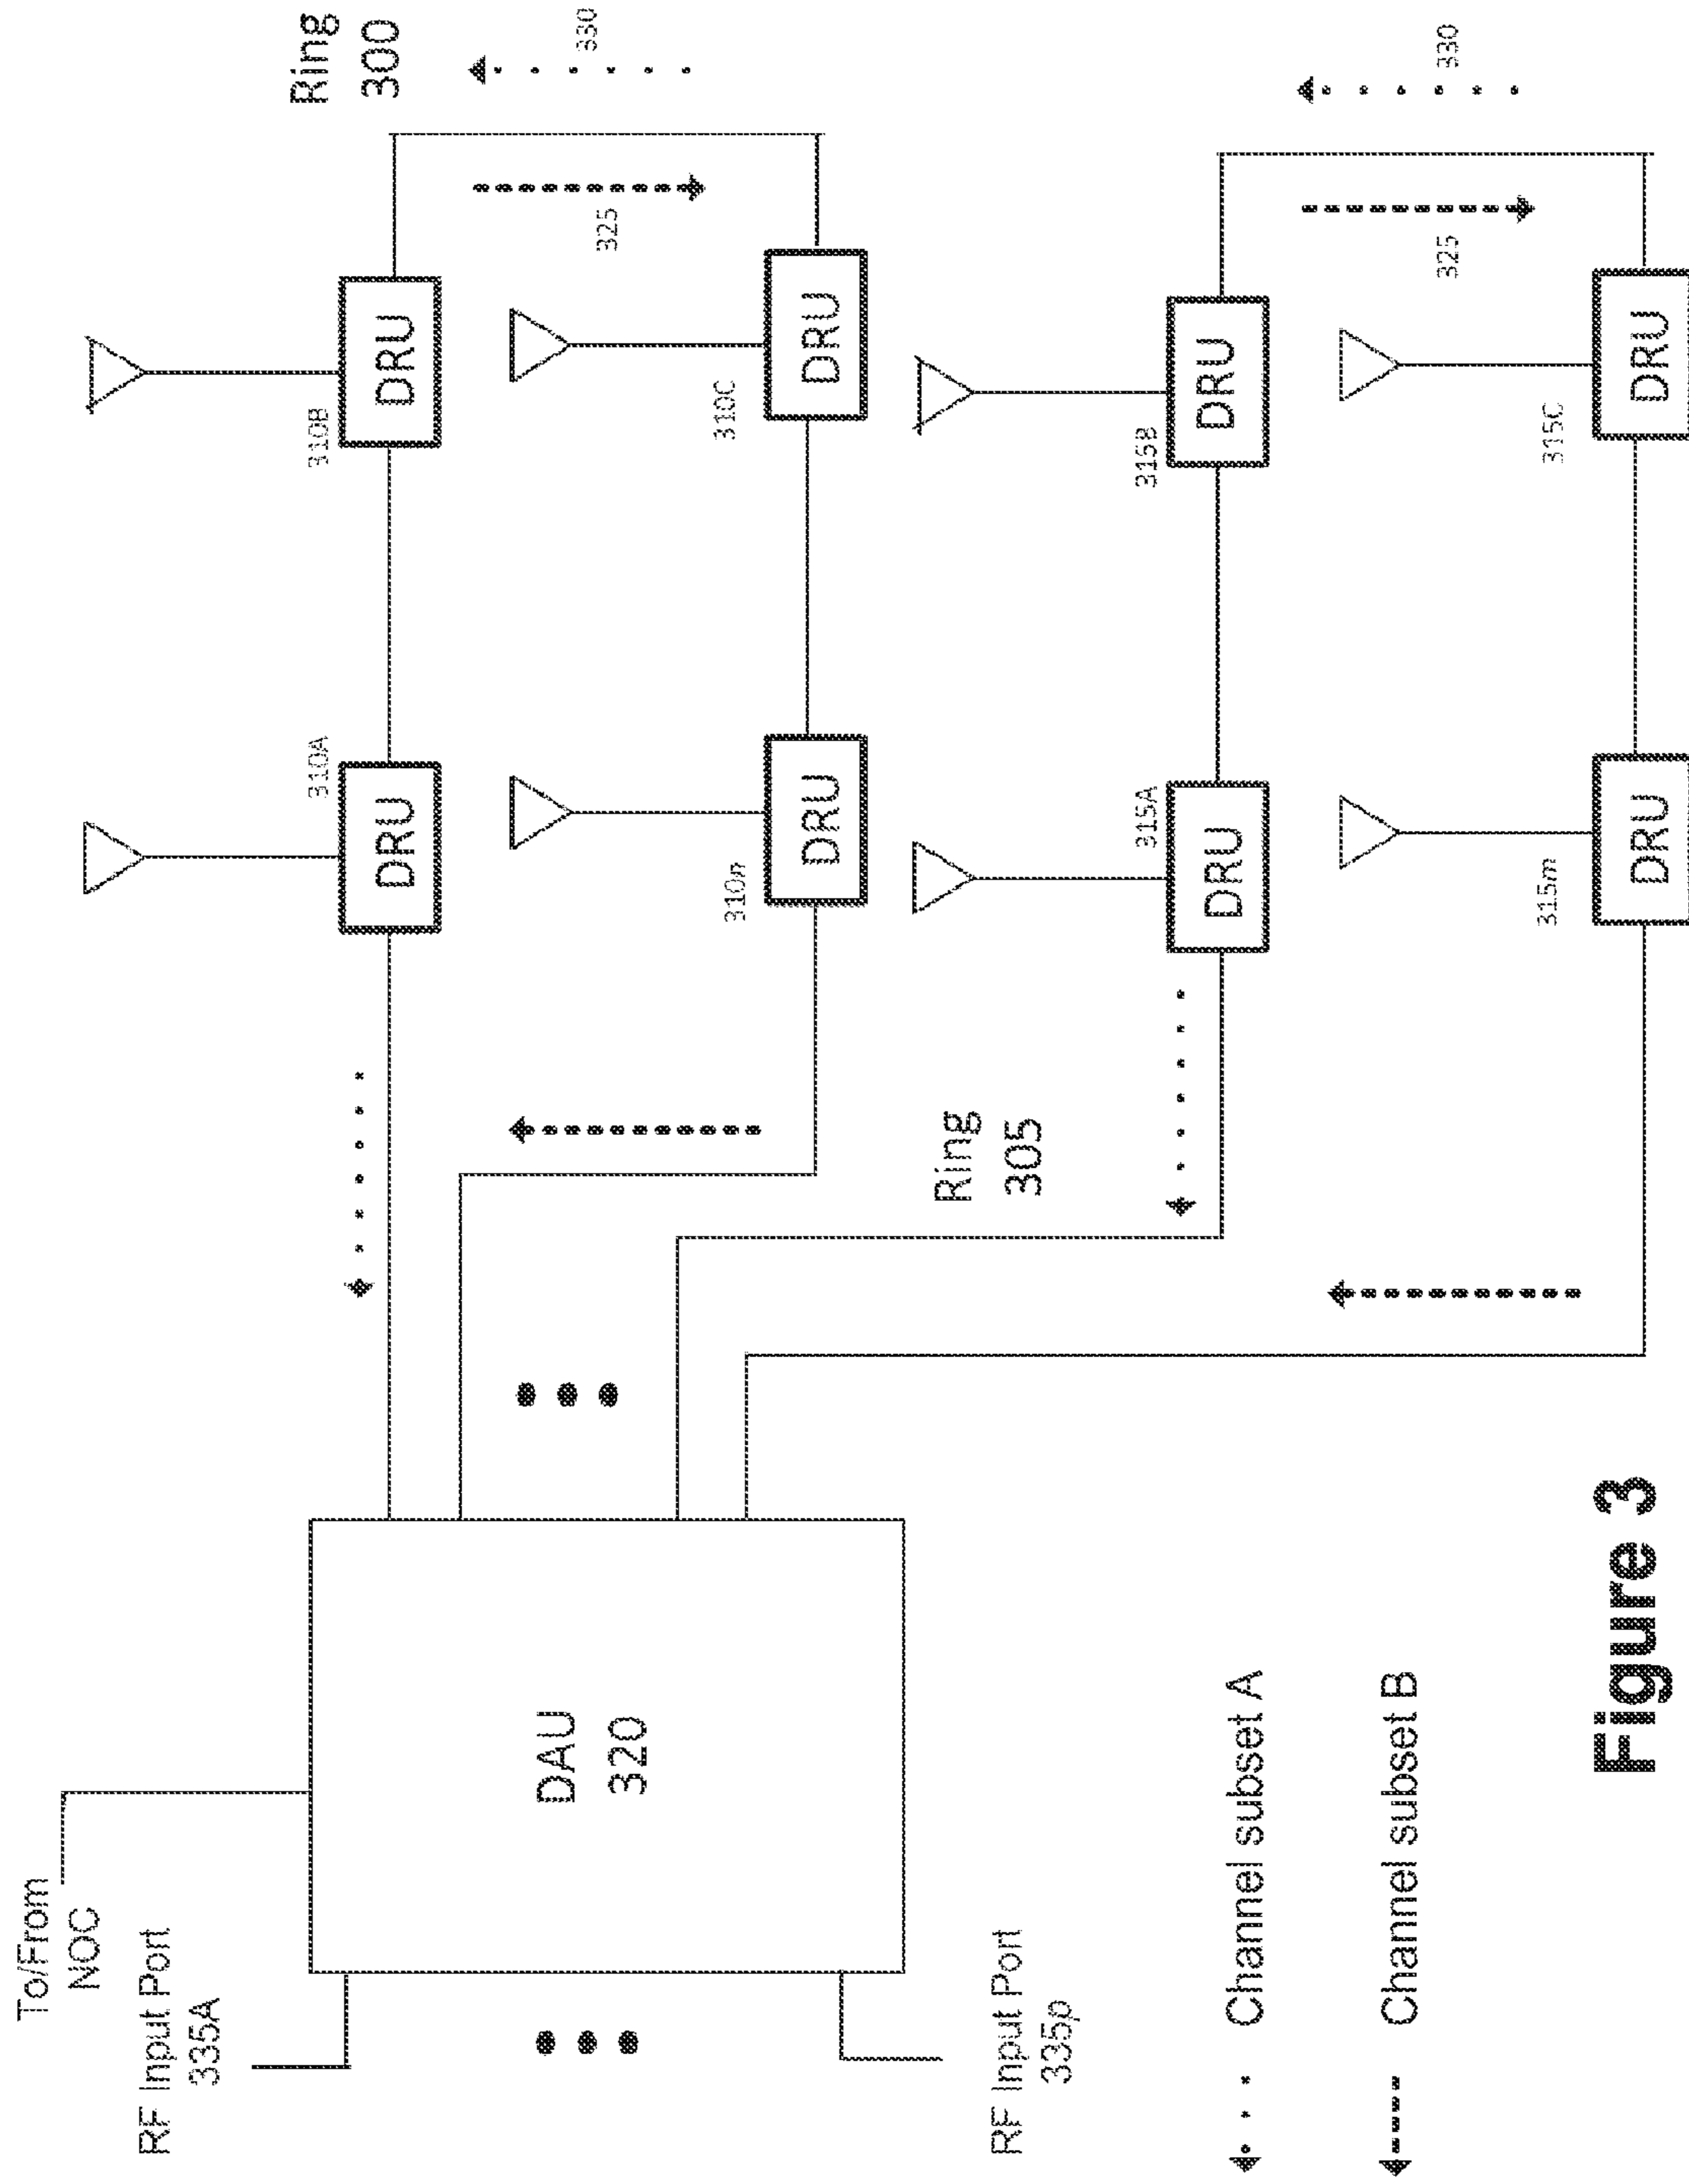 To/From
NOC
RF Input Port
335A
RF Input Port
335p
DAU
320
Ring
300
310A
DRU
310B
DRU
330
325
310n
DRU
310C
DRU
Ring
305
315A
DRU
315B
DRU
330
325
315m
DRU
315C
DRU
Channel subset A
Channel subset B
Figure 3